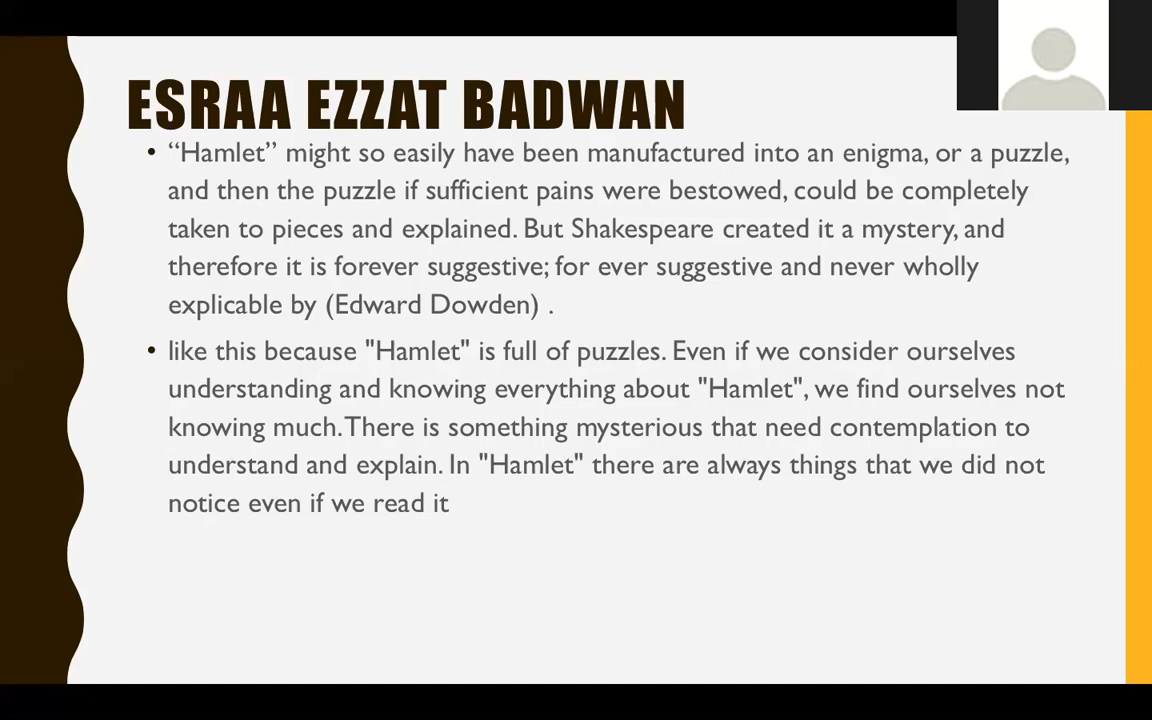 ESRAA EZZAT BADWAN
• “Hamlet” might so easily have been manufactured into an enigma, or a puzzle,
and then the puzzle if sufficient pains were bestowed, could be completely
taken to pieces and explained. But Shakespeare created it a mystery, and
therefore it is forever suggestive; for ever suggestive and never wholly
explicable by (Edward Dowden) .
• like this because "Hamlet" is full of puzzles. Even if we consider ourselves
understanding and knowing everything about "Hamlet", we find ourselves not
knowing much. There is something mysterious that need contemplation to
understand and explain. In "Hamlet" there are always things that we did not
notice even if we read it